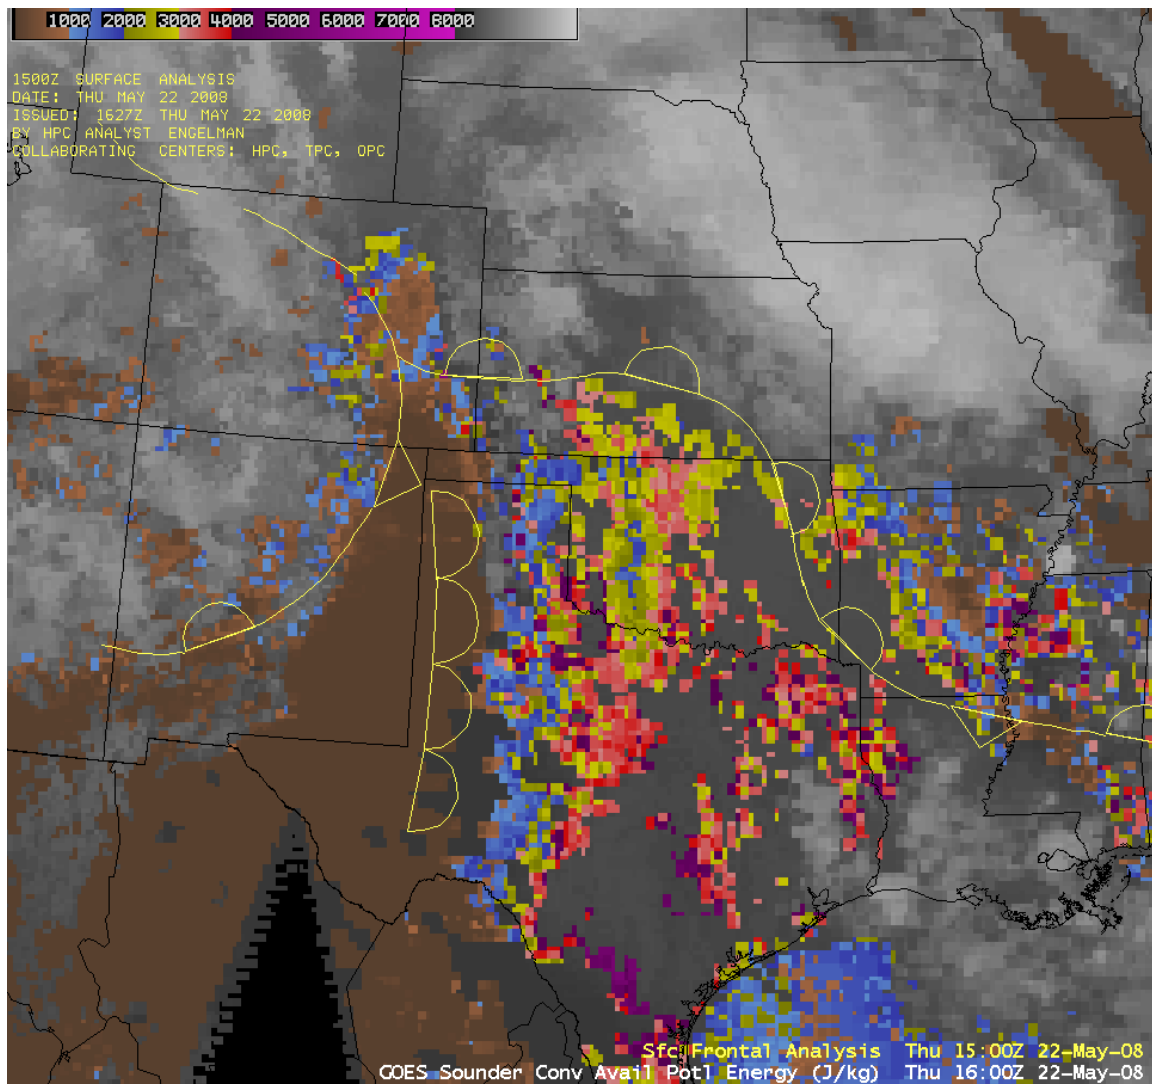 1000 2000 3000 4000 5000 6000 7000 8000
1500Z SURFACE ANALYSIS
DATE: THU MAY 22 2008
ISSUED: 1627Z THU MAY 22 2008
BY HPC ANALYST ENGELMAN
COLLABORATING CENTERS: HPC, TPC, OPC
Sfc Frontal Analysis Thu 15:00Z 22-May-08
GOES Sounder Conv Avail Potl Energy (J/kg) Thu 16:00Z 22-May-08